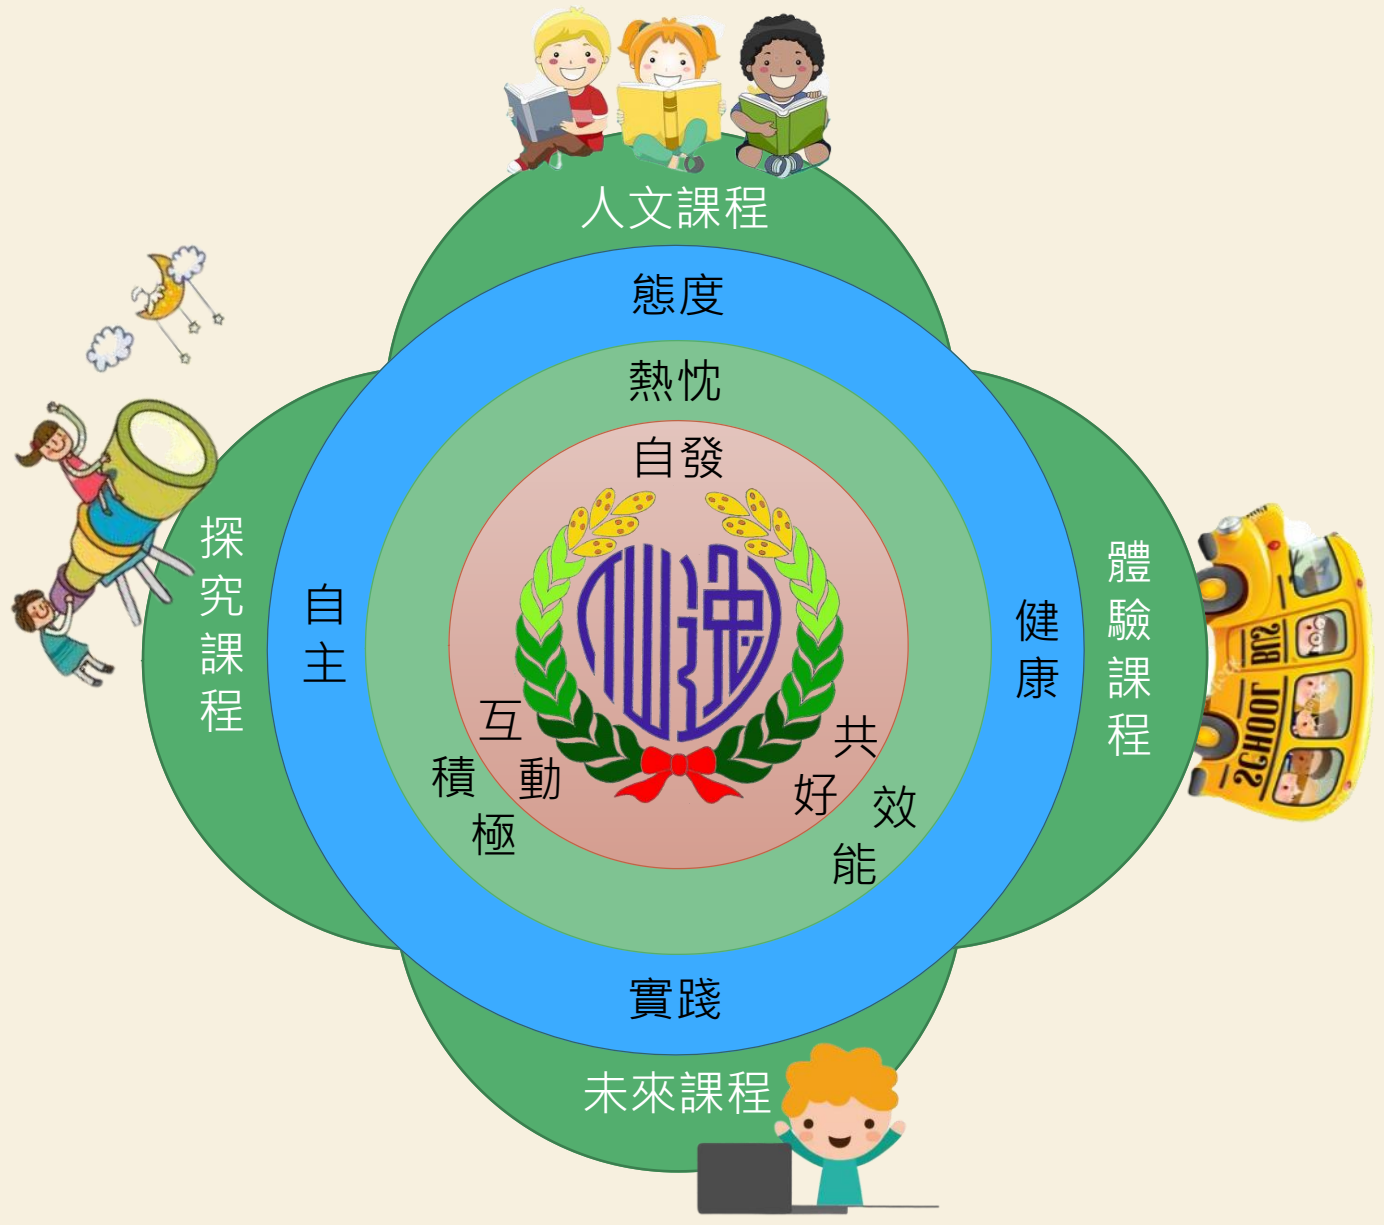 人文課程
態度
熱忱
自發
仙逸
探究課程
自主
健康
體驗課程
SCHOOL BUS
互動
共好
積極
效能
實踐
未來課程